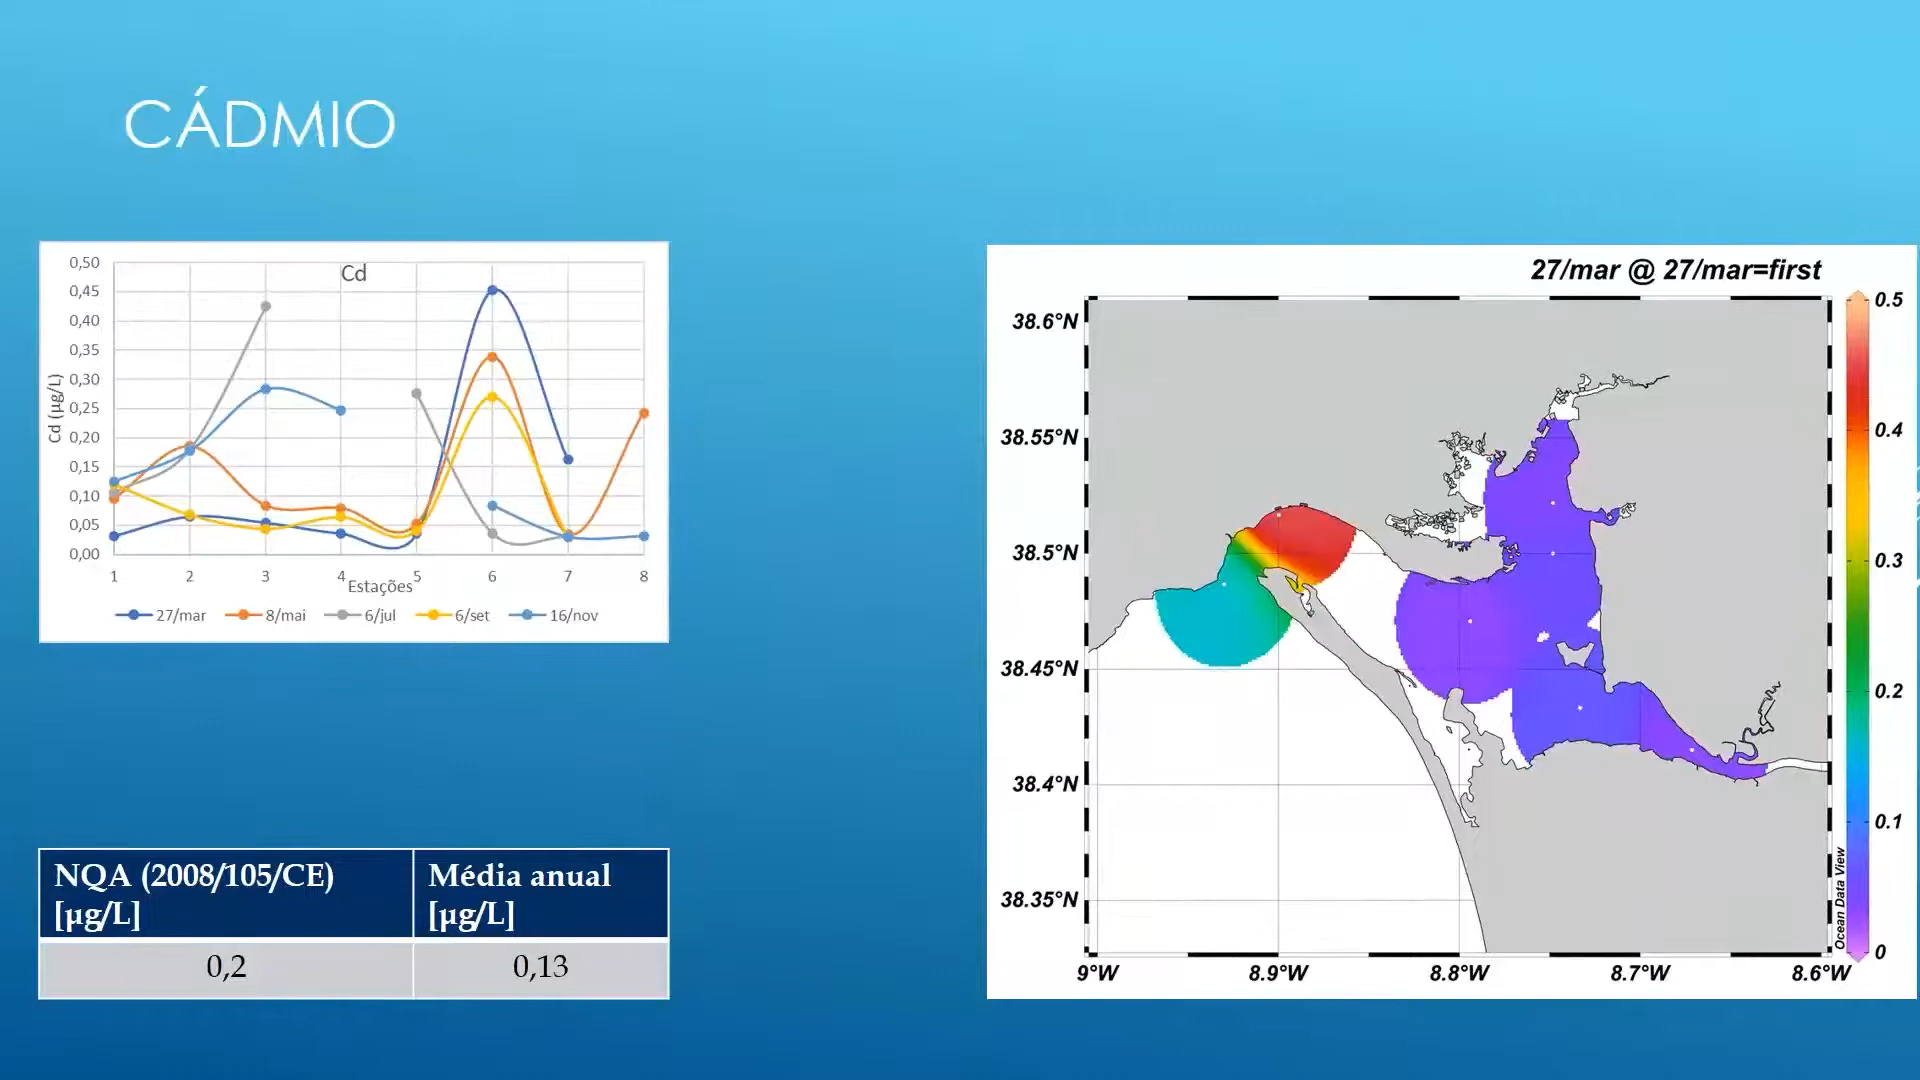 CÁDMIO
Cd
0,50
0,45
0,40
0,35
0,30
0,25
0,20
0,15
0,10
0,05
0,00
Cd (µg/L)
1 2 3 4 5 6 7 8
Estações
27/mar 8/mai 6/jul 6/set 16/nov
NQA (2008/105/CE) [µg/L]
Média anual [µg/L]
0,2 0,13
27/mar @ 27/mar=first
38.6°N
38.55°N
38.5°N
38.45°N
38.4°N
38.35°N
9°W 8.9°W 8.8°W 8.7°W 8.6°W
0.5
0.4
0.3
0.2
0.1
0
Ocean Data View